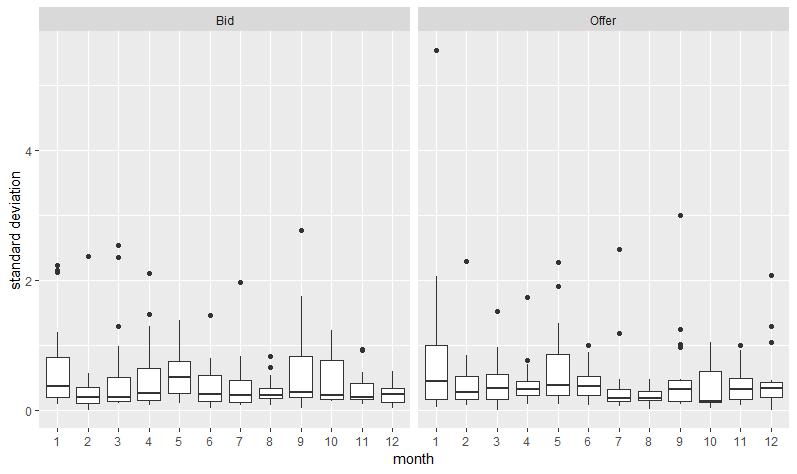 Bid Offer
4
2
0
standard deviation
1 2 3 4 5 6 7 8 9 10 11 12 1 2 3 4 5 6 7 8 9 10 11 12
month